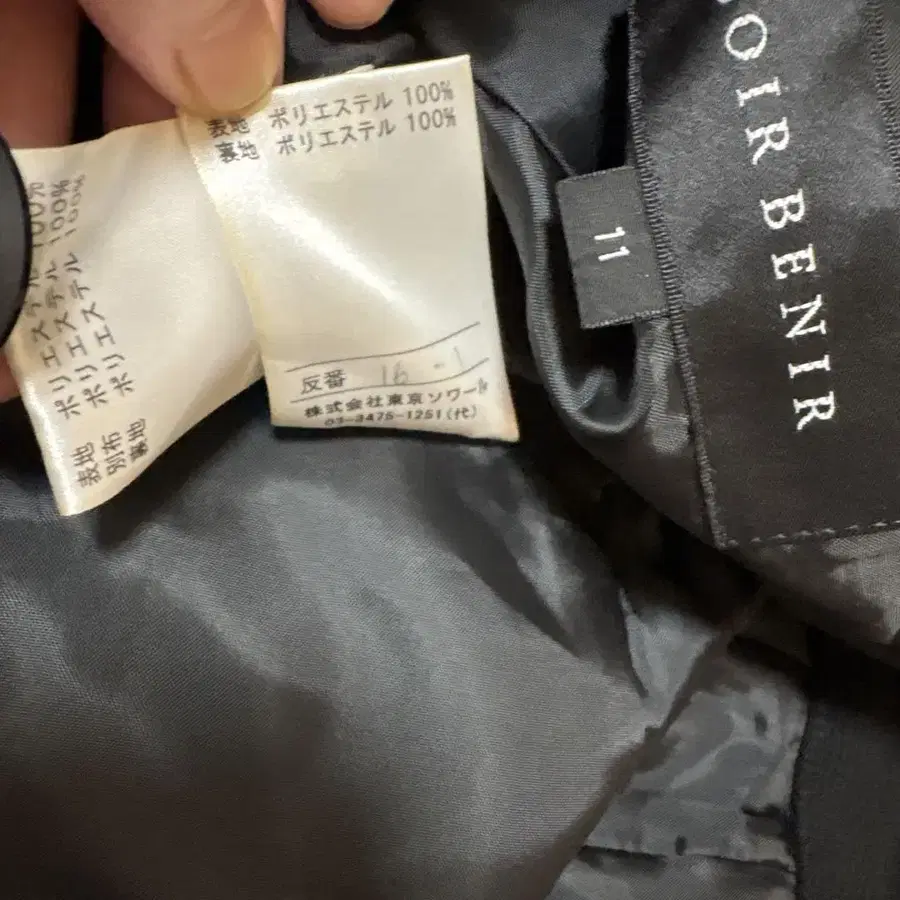 表地 ポリエステル 100%
裏地 ポリエステル 100%
反番 16 - 1
株式会社東京ソワール
03-3475-1251(代)
表地 ポリエステル 100%
別布 ポリエステル 100%
裏地 ポリエステル 100%
11
SOIR BENIR